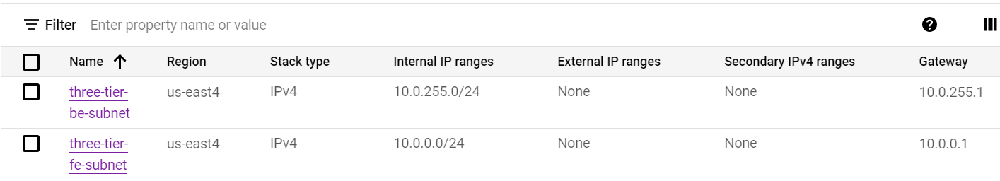 Filter Enter property name or value
Name Region Stack type Internal IP ranges External IP ranges Secondary IPv4 ranges Gateway
three-tier- us-east4 IPv4 10.0.255.0/24 None None 10.0.255.1
be-subnet
three-tier- us-east4 IPv4 10.0.0.0/24 None None 10.0.0.1
fe-subnet